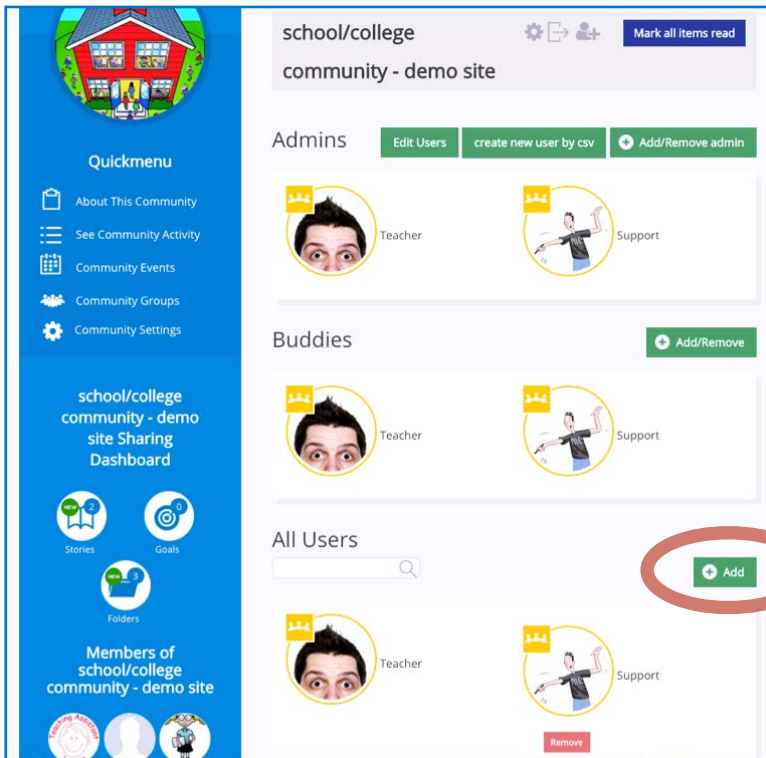 school/college
community - demo site
Mark all items read
Quickmenu
About This Community
See Community Activity
Community Events
Community Groups
Community Settings
school/college
community - demo
site Sharing
Dashboard
NEW 2
Stories
0
Goals
NEW 3
Folders
Members of
school/college
community - demo site
Teaching Assistant
Admins
Edit Users
create new user by csv
Add/Remove admin
Teacher
Support
Buddies
Add/Remove
Teacher
Support
All Users
Add
Teacher
Support
Remove